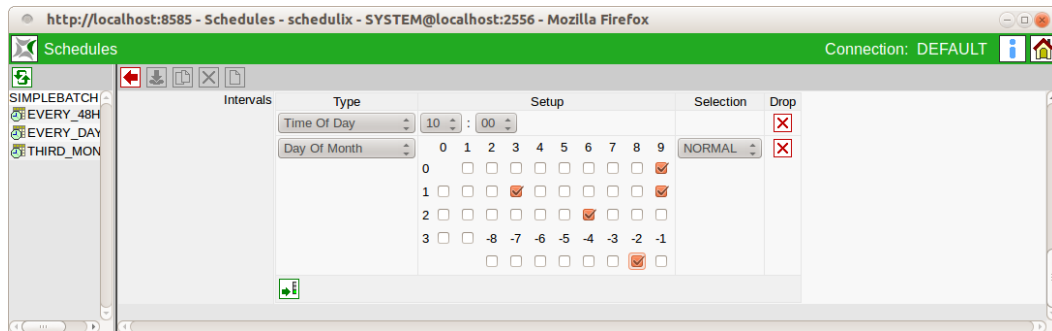 http://localhost:8585 - Schedules - schedulix - SYSTEM@localhost:2556 - Mozilla Firefox
Schedules Connection: DEFAULT
SIMPLEBATCH
EVERY_48H
EVERY_DAY
THIRD_MON
Intervals Type Setup Selection Drop
Time Of Day 10 : 00
Day Of Month 0 1 2 3 4 5 6 7 8 9 NORMAL
0
1
2
3 -8 -7 -6 -5 -4 -3 -2 -1